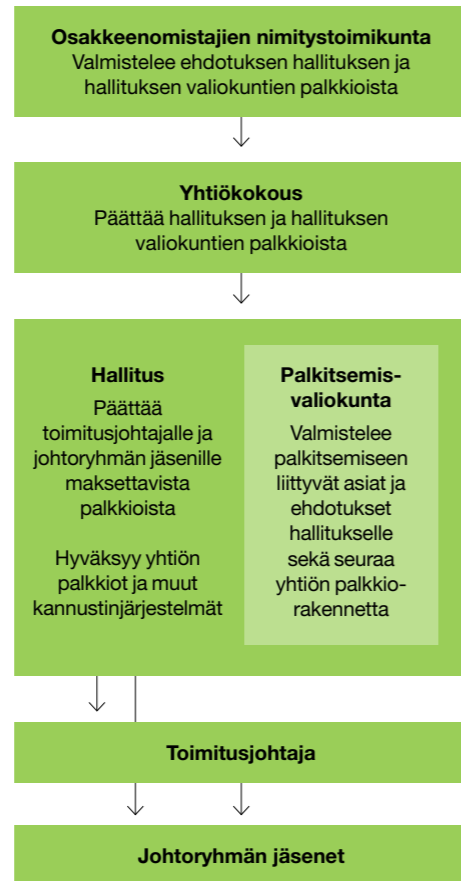 Osakkeenomistajien nimitystoimikunta
Valmistelee ehdotuksen hallituksen ja
hallituksen valiokuntien palkkioista
Yhtiökokous
Päättää hallituksen ja hallituksen
valiokuntien palkkioista
Hallitus
Päättää
toimitusjohtajalle ja
johtoryhmän jäsenille
maksettavista
palkkioista
Hyväksyy yhtiön
palkkiot ja muut
kannustinjärjestelmät
Palkitsemis-
valiokunta
Valmistelee
palkitsemiseen
liittyvät asiat ja
ehdotukset
hallitukselle
sekä seuraa
yhtiön palkkio-
rakennetta
Toimitusjohtaja
Johtoryhmän jäsenet